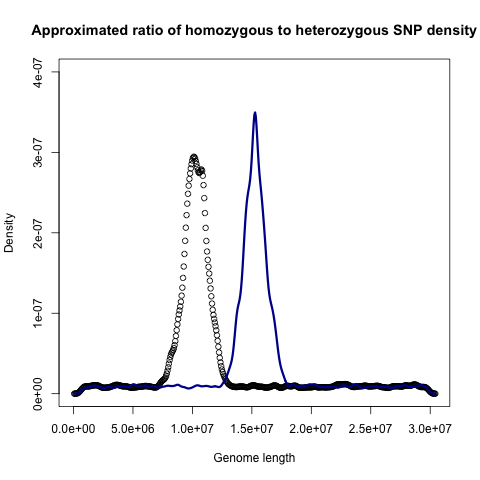 Approximated ratio of homozygous to heterozygous SNP density
4e-07
3e-07
2e-07
1e-07
0e+00
Density
0.0e+00 5.0e+06 1.0e+07 1.5e+07 2.0e+07 2.5e+07 3.0e+07
Genome length